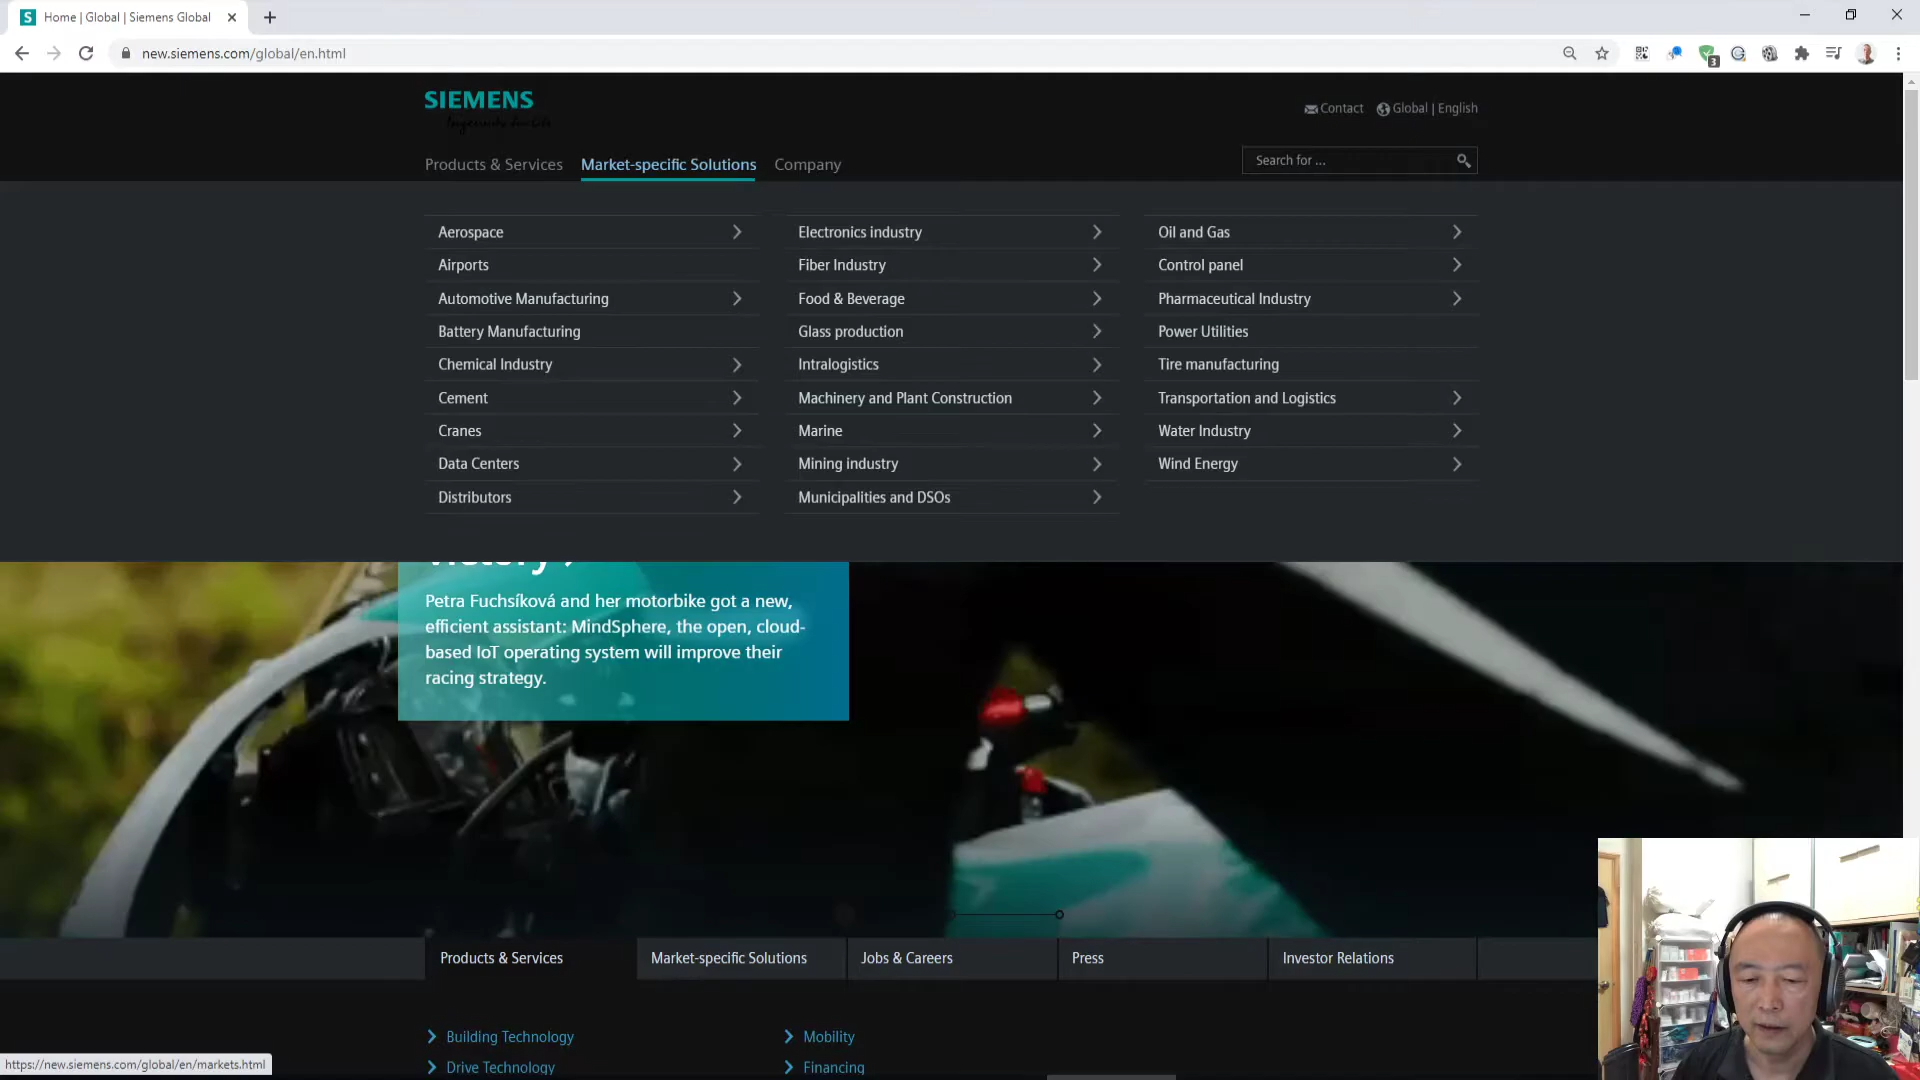 Home | Global | Siemens Global
new.siemens.com/global/en.html
3
SIEMENS
Ingenuity for life
Contact
Global | English
Products & Services
Market-specific Solutions
Company
Search for ...
Aerospace
Airports
Automotive Manufacturing
Battery Manufacturing
Chemical Industry
Cement
Cranes
Data Centers
Distributors
Electronics industry
Fiber Industry
Food & Beverage
Glass production
Intralogistics
Machinery and Plant Construction
Marine
Mining industry
Municipalities and DSOs
Oil and Gas
Control panel
Pharmaceutical Industry
Power Utilities
Tire manufacturing
Transportation and Logistics
Water Industry
Wind Energy
victory
Petra Fuchsíková and her motorbike got a new,
efficient assistant: MindSphere, the open, cloud-
based IoT operating system will improve their
racing strategy.
Products & Services
Market-specific Solutions
Jobs & Careers
Press
Investor Relations
Building Technology
Mobility
Drive Technology
Financing
https://new.siemens.com/global/en/markets.html